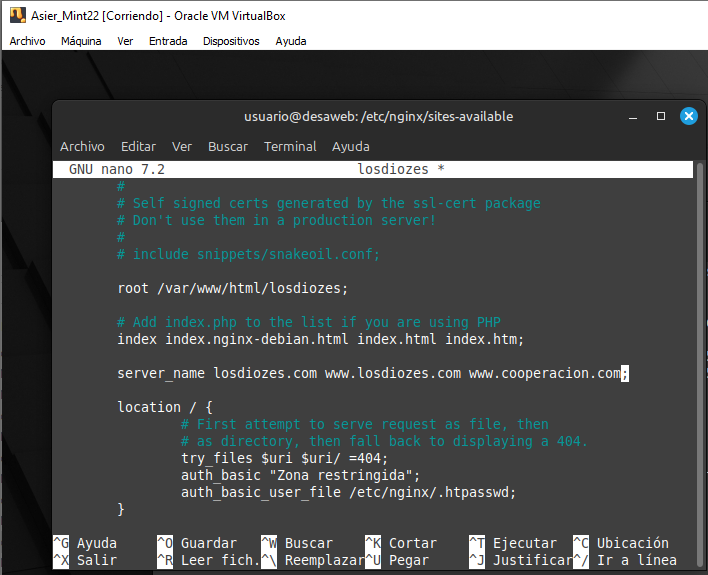 Asier_Mint22 [Corriendo] - Oracle VM VirtualBox
Archivo Máquina Ver Entrada Dispositivos Ayuda
usuario@desaweb: /etc/nginx/sites-available
Archivo Editar Ver Buscar Terminal Ayuda
GNU nano 7.2 losdiozes *
#
# Self signed certs generated by the ssl-cert package
# Don't use them in a production server!
#
# include snippets/snakeoil.conf;
root /var/www/html/losdiozes;
# Add index.php to the list if you are using PHP
index index.nginx-debian.html index.html index.htm;
server_name losdiozes.com www.losdiozes.com www.cooperacion.com;
location / {
# First attempt to serve request as file, then
# as directory, then fall back to displaying a 404.
try_files $uri $uri/ =404;
auth_basic "Zona restringida";
auth_basic_user_file /etc/nginx/.htpasswd;
}
^G Ayuda ^O Guardar ^W Buscar ^K Cortar ^T Ejecutar ^C Ubicación
^X Salir ^R Leer fich. ^\ Reemplazar ^U Pegar ^J Justificar ^/ Ir a línea